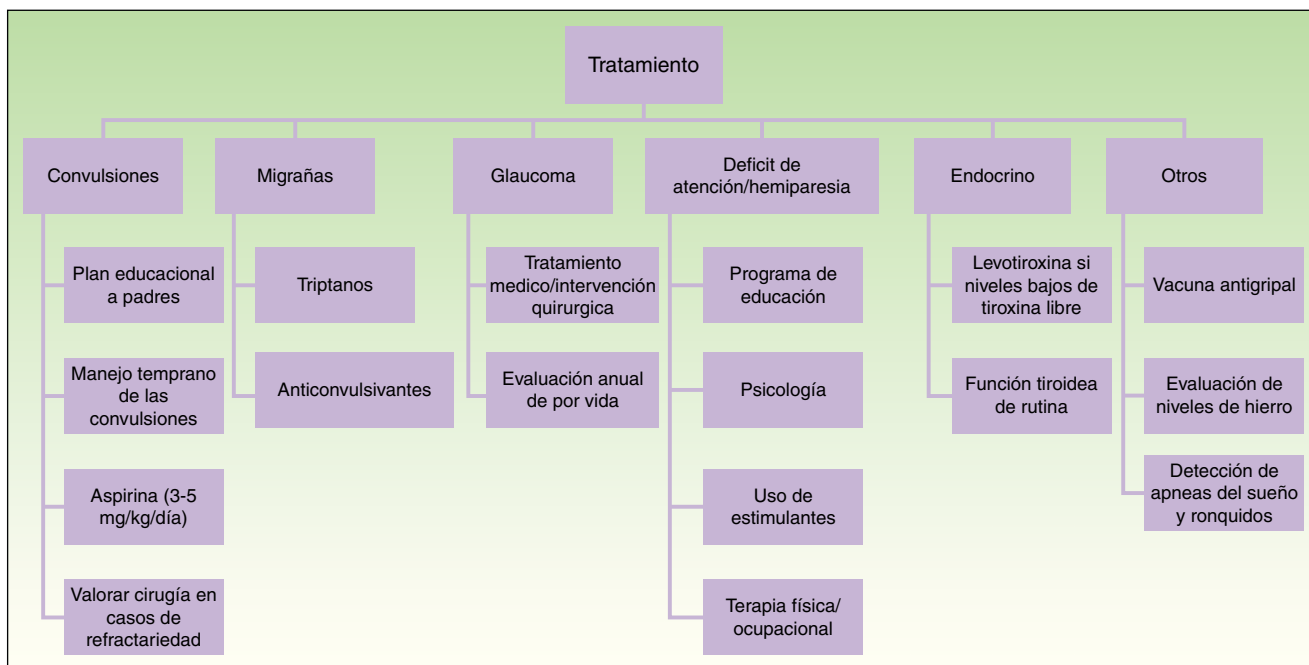 Tratamiento
Convulsiones
Plan educacional
a padres
Manejo temprano
de las
convulsiones
Aspirina (3-5
mg/kg/día)
Valorar cirugía en
casos de
refractariedad
Migrañas
Triptanos
Anticonvulsivantes
Glaucoma
Tratamiento
medico/intervención
quirurgica
Evaluación anual
de por vida
Deficit de
atención/hemiparesia
Programa de
educación
Psicología
Uso de
estimulantes
Terapia física/
ocupacional
Endocrino
Levotiroxina si
niveles bajos de
tiroxina libre
Función tiroidea
de rutina
Otros
Vacuna antigripal
Evaluación de
niveles de hierro
Detección de
apneas del sueño
y ronquidos